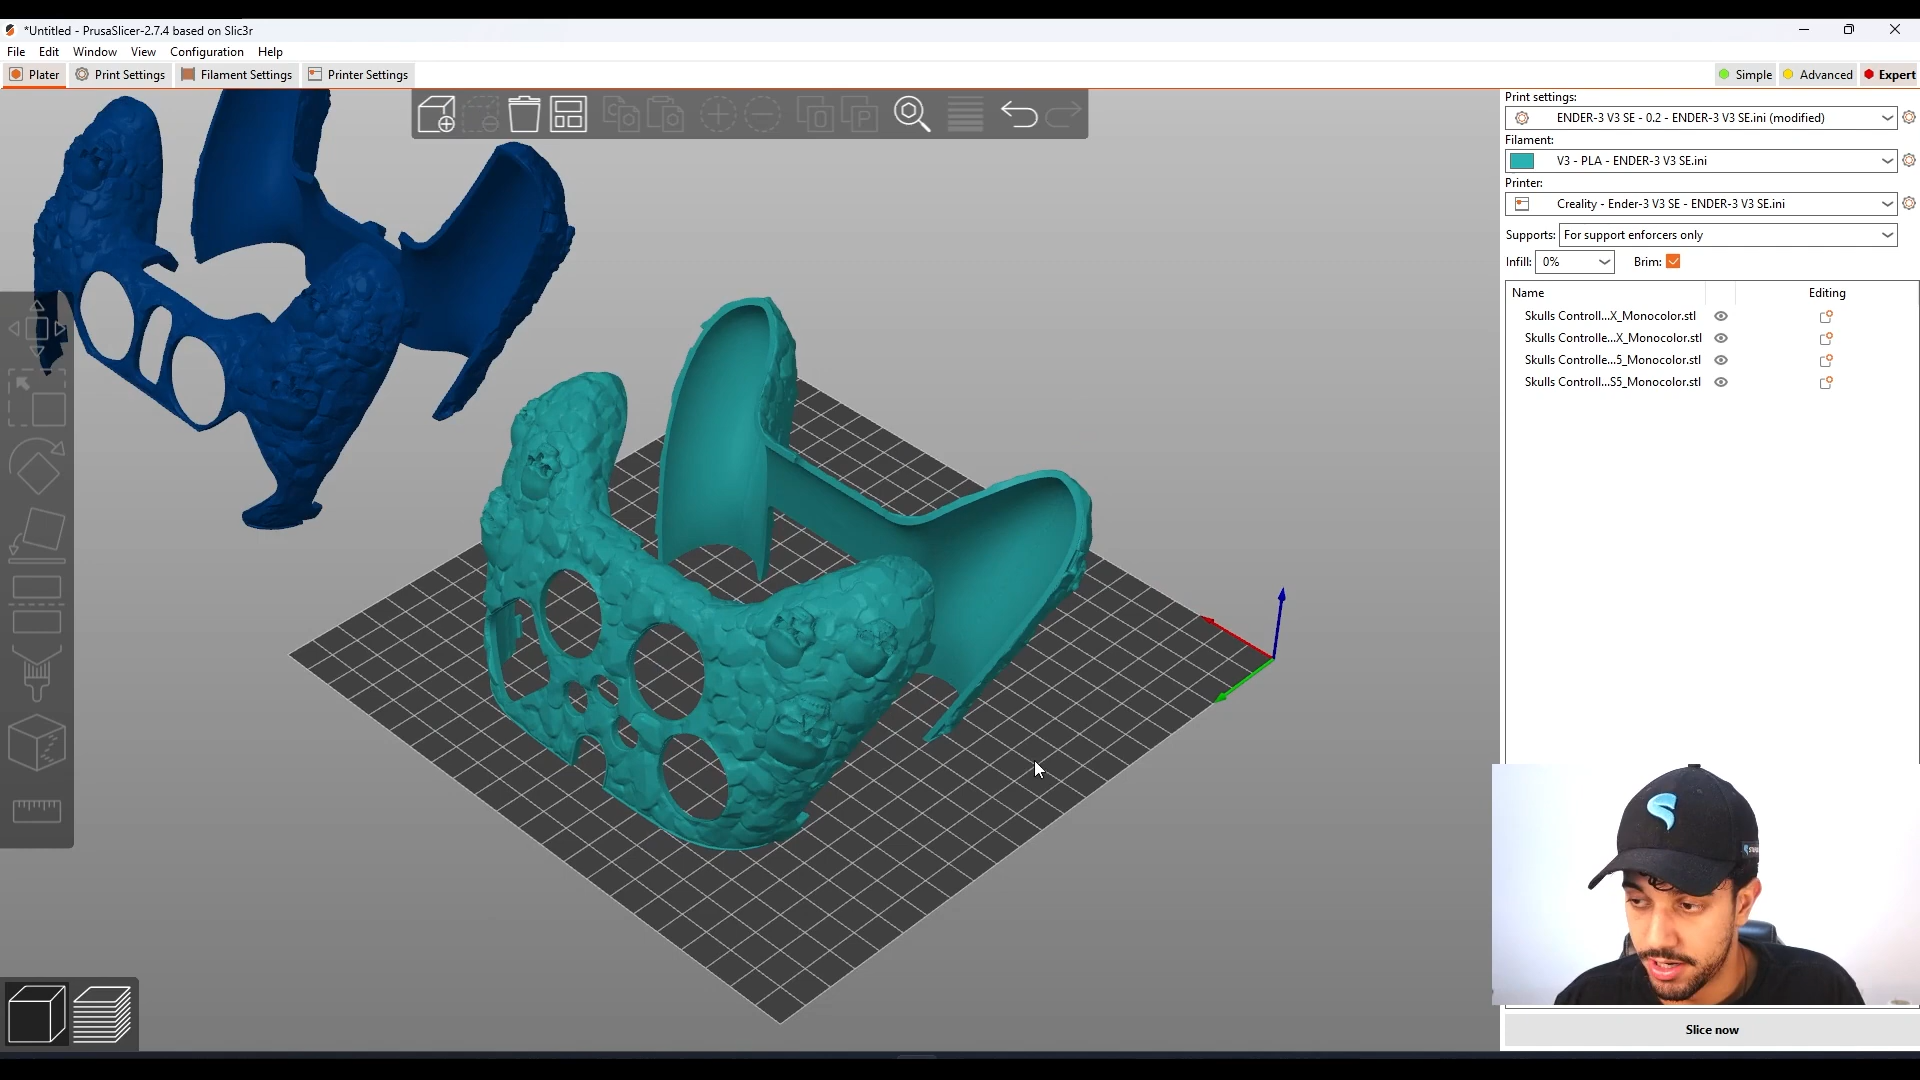 *Untitled - PrusaSlicer-2.7.4 based on Slic3r
File Edit Window View Configuration Help
Plater Print Settings Filament Settings Printer Settings
Simple Advanced Expert
Print settings:
ENDER-3 V3 SE - 0.2 - ENDER-3 V3 SE.ini (modified)
Filament:
V3 - PLA - ENDER-3 V3 SE.ini
Printer:
Creality - Ender-3 V3 SE - ENDER-3 V3 SE.ini
Supports: For support enforcers only
Infill: 0% Brim:
Name Editing
Skulls Controll...X_Monocolor.stl
Skulls Controlle...X_Monocolor.stl
Skulls Controlle...5_Monocolor.stl
Skulls Controll...S5_Monocolor.stl
Slice now